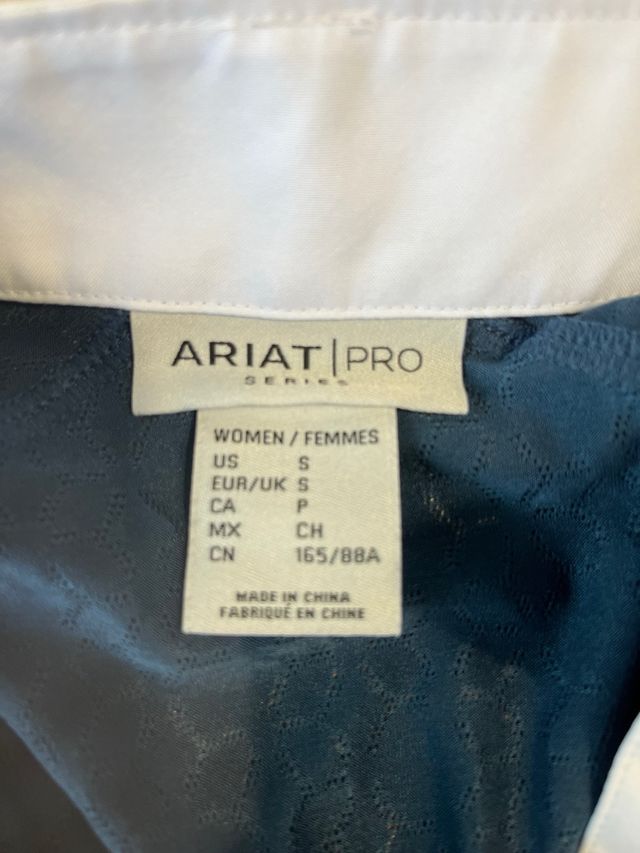 ARIAT|PRO
SERIES
WOMEN / FEMMES
US S
EUR/UK S
CA P
MX CH
CN 165/88A
MADE IN CHINA
FABRIQUÉ EN CHINE